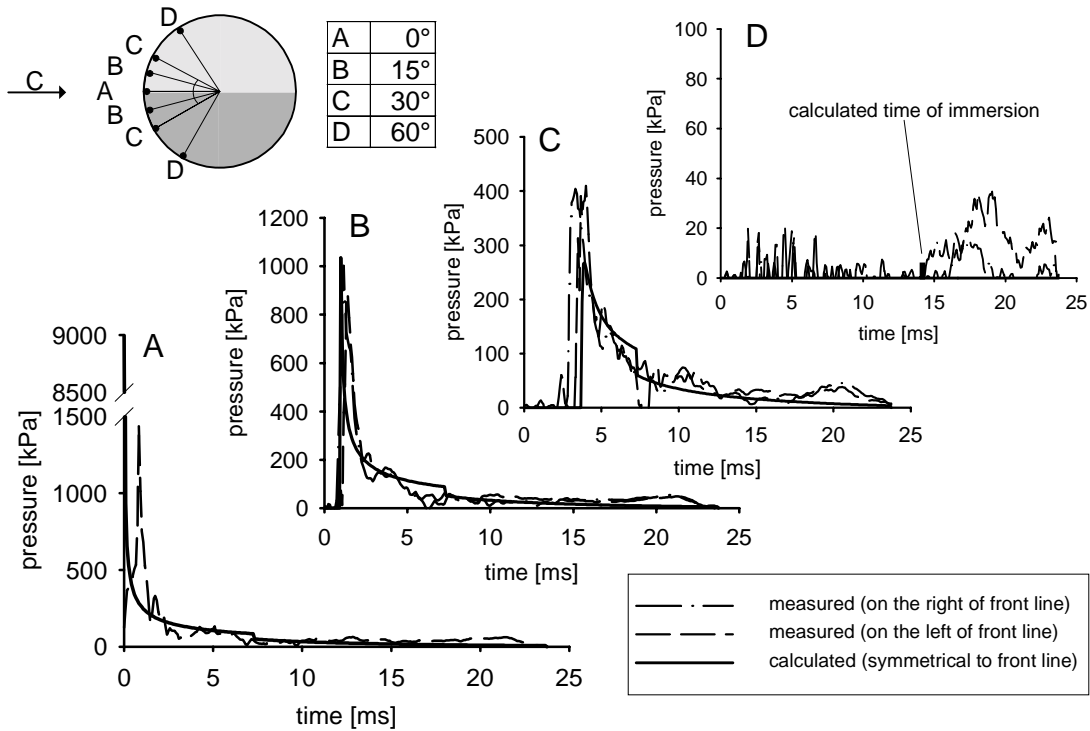 D
C
B
A
B
C
D
C
A 0°
B 15°
C 30°
D 60°
D
100
80
60
40
20
0
pressure [kPa]
calculated time of immersion
0 5 10 15 20 25
time [ms]
C
500
400
300
200
100
0
pressure [kPa]
0 5 10 15 20 25
time [ms]
B
1200
1000
800
600
400
200
0
pressure [kPa]
0 5 10 15 20 25
time [ms]
A
9000
8500
1500
1000
500
0
pressure [kPa]
0 5 10 15 20 25
time [ms]
measured (on the right of front line)
measured (on the left of front line)
calculated (symmetrical to front line)